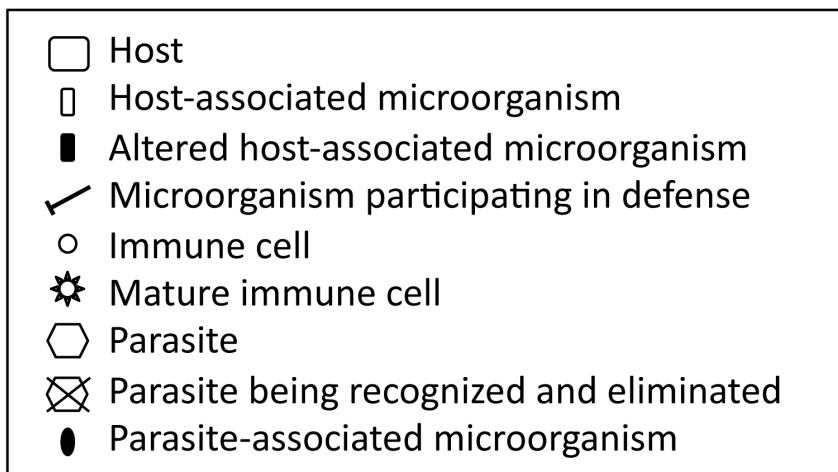 Host
Host-associated microorganism
Altered host-associated microorganism
Microorganism participating in defense
Immune cell
Mature immune cell
Parasite
Parasite being recognized and eliminated
Parasite-associated microorganism